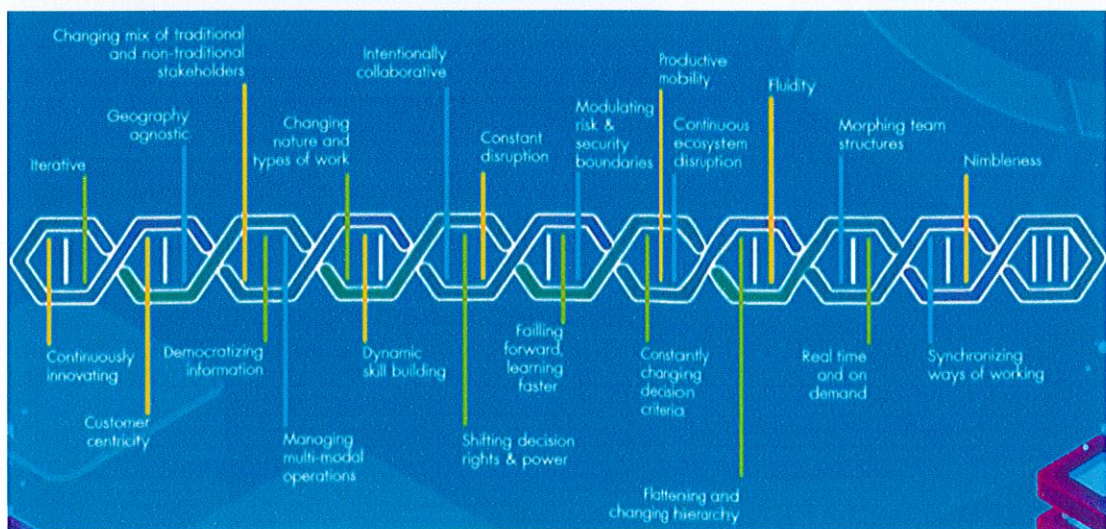 Changing mix of traditional
and non-traditional
stakeholders
Intentionally
collaborative
Productive
mobility
Fluidity
Geography
agnostic
Changing
nature and
types of work
Constant
disruption
Modulating
risk &
security
boundaries
Continuous
ecosystem
disruption
Morphing team
structures
Iterative
Nimbleness
Continuously
innovating
Democratizing
information
Dynamic
skill building
Failling
forward,
learning
faster
Constantly
changing
decision
criteria
Real time
and on
demand
Synchronizing
ways of working
Customer
centricity
Managing
multi-modal
operations
Shifting decision
rights & power
Flattening and
changing hierarchy